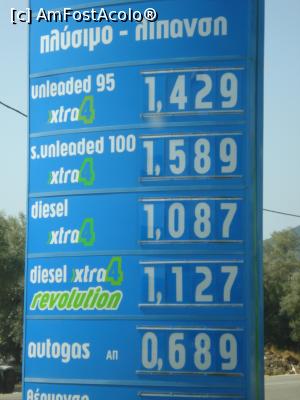 [c] AmFostAcolo®
πλύσιμο - λίπανση
unleaded 95 xtra4 1,429
s.unleaded 100 xtra4 1,589
diesel xtra4 1,087
diesel xtra4 revolution 1,127
autogas ΑΠ 0,689
θέρμανσης